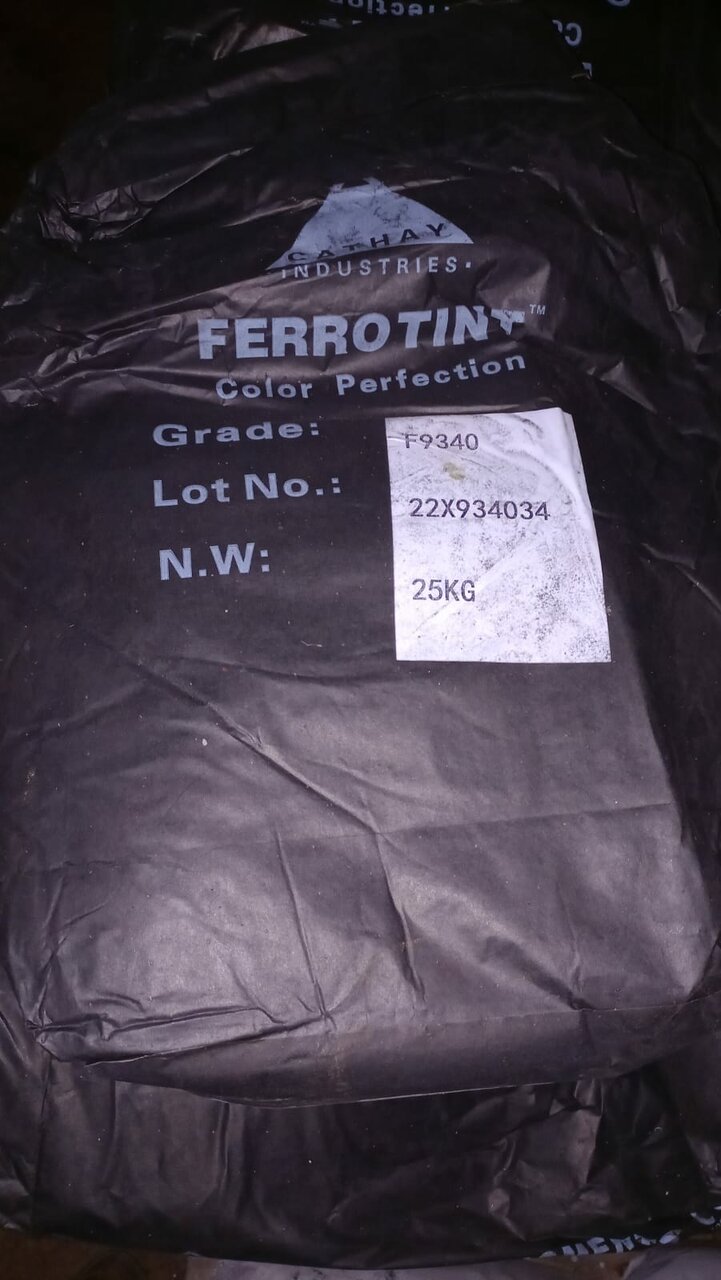 CATHAY
INDUSTRIES
FERROTINT™
Color Perfection
Grade: F9340
Lot No.: 22X934034
N.W: 25KG